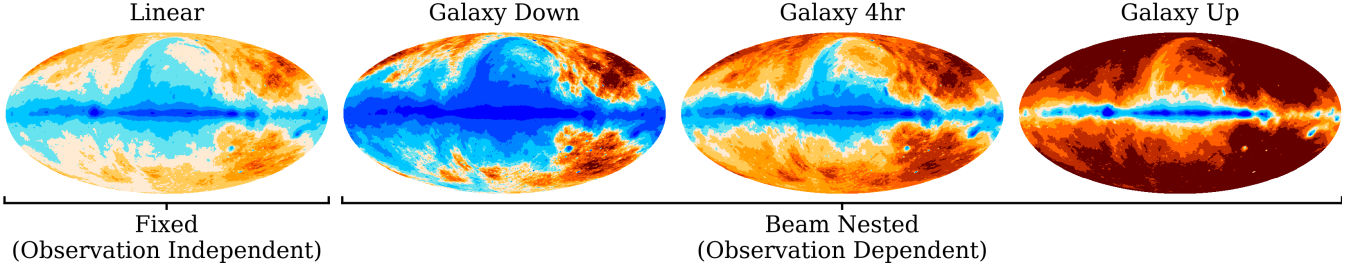 Linear
Galaxy Down
Galaxy 4hr
Galaxy Up
Fixed
(Observation Independent)
Beam Nested
(Observation Dependent)